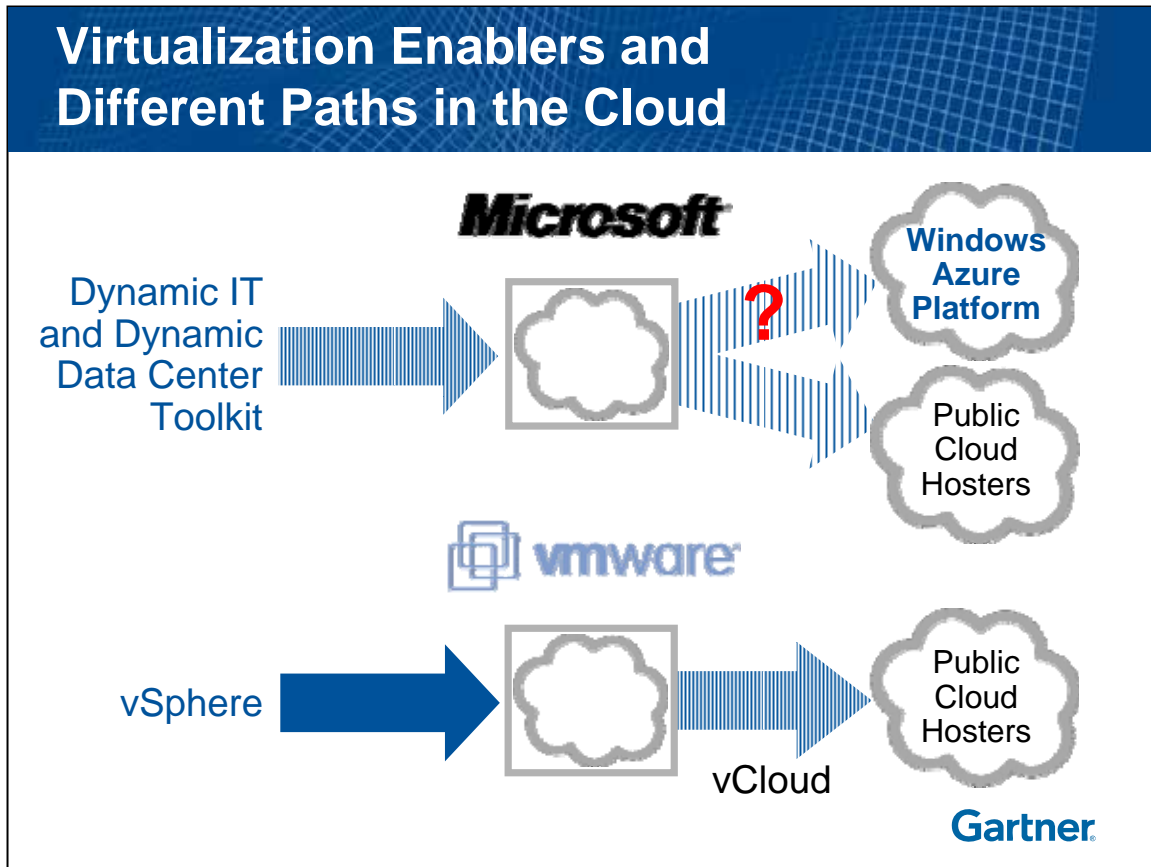 Virtualization Enablers and
Different Paths in the Cloud
Microsoft
Dynamic IT
and Dynamic
Data Center
Toolkit
?
Windows
Azure
Platform
Public
Cloud
Hosters
vmware
vSphere
vCloud
Public
Cloud
Hosters
Gartner